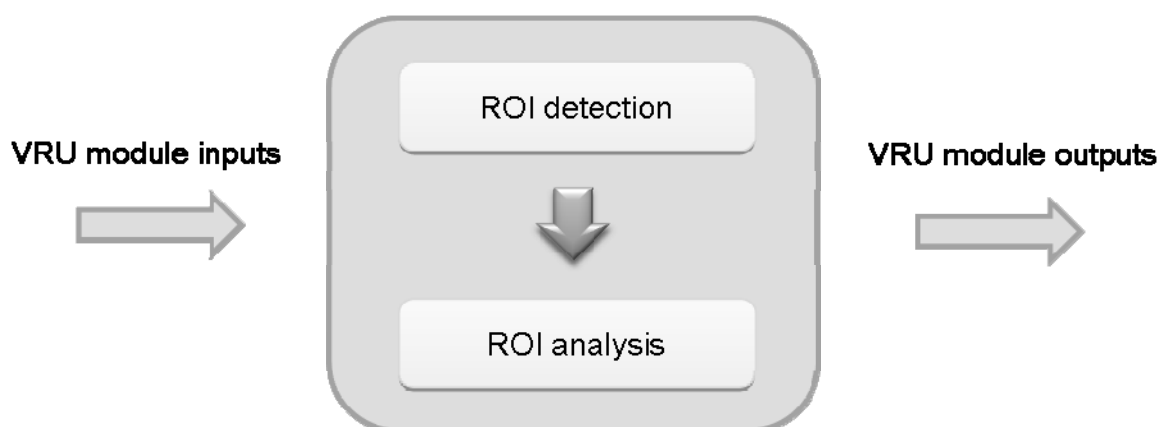 VRU module inputs
ROI detection
ROI analysis
VRU module outputs